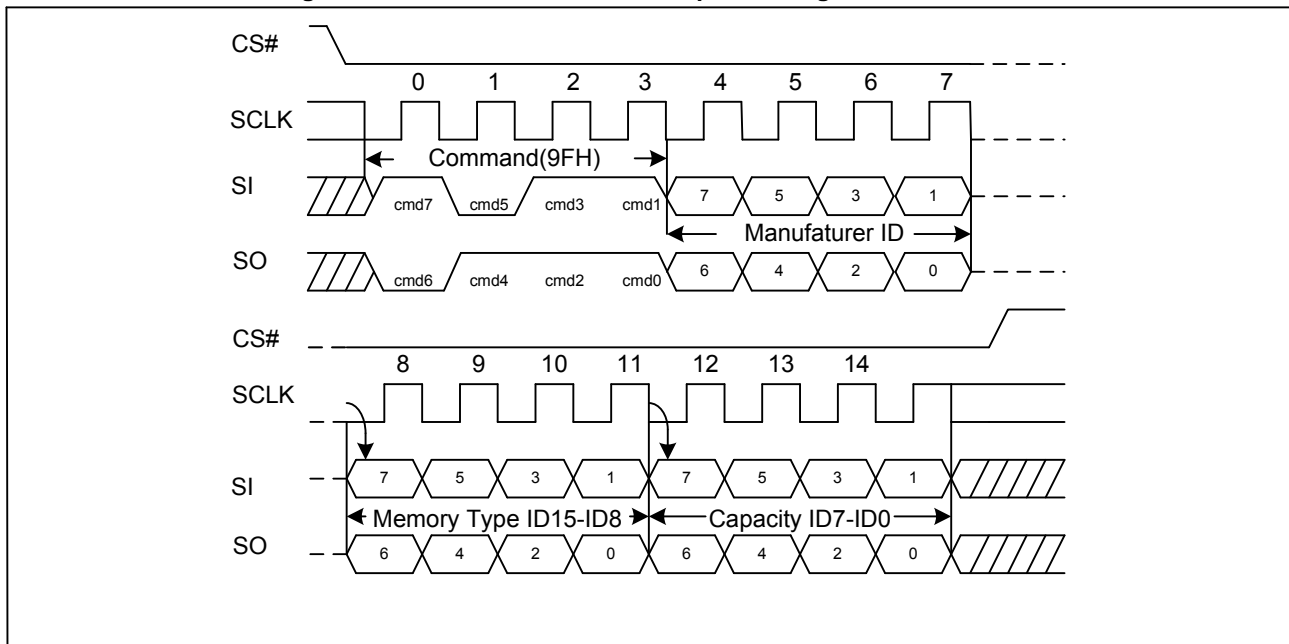 CS#
0 1 2 3 4 5 6 7
SCLK
Command(9FH)
SI
cmd7 cmd5 cmd3 cmd1 7 5 3 1
Manufaturer ID
SO
cmd6 cmd4 cmd2 cmd0 6 4 2 0
CS#
8 9 10 11 12 13 14
SCLK
SI
7 5 3 1 7 5 3 1
Memory Type ID15-ID8 Capacity ID7-ID0
SO
6 4 2 0 6 4 2 0